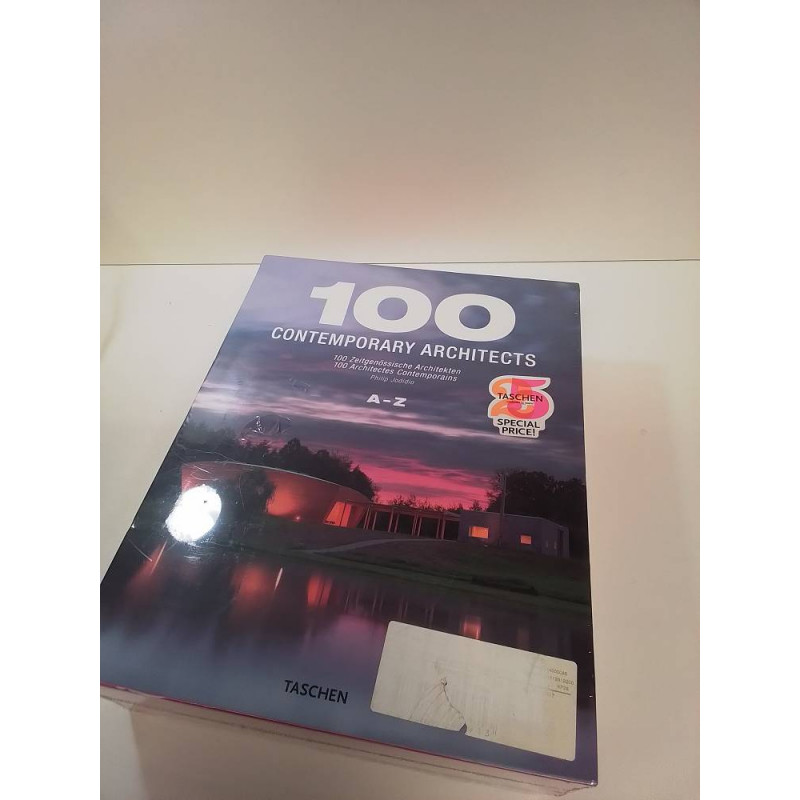 100
CONTEMPORARY ARCHITECTS
100 Zeitgenössische Architekten
100 Architectes Contemporains
Philip Jodidio
A-Z
25
TASCHEN
SPECIAL
PRICE!
TASCHEN